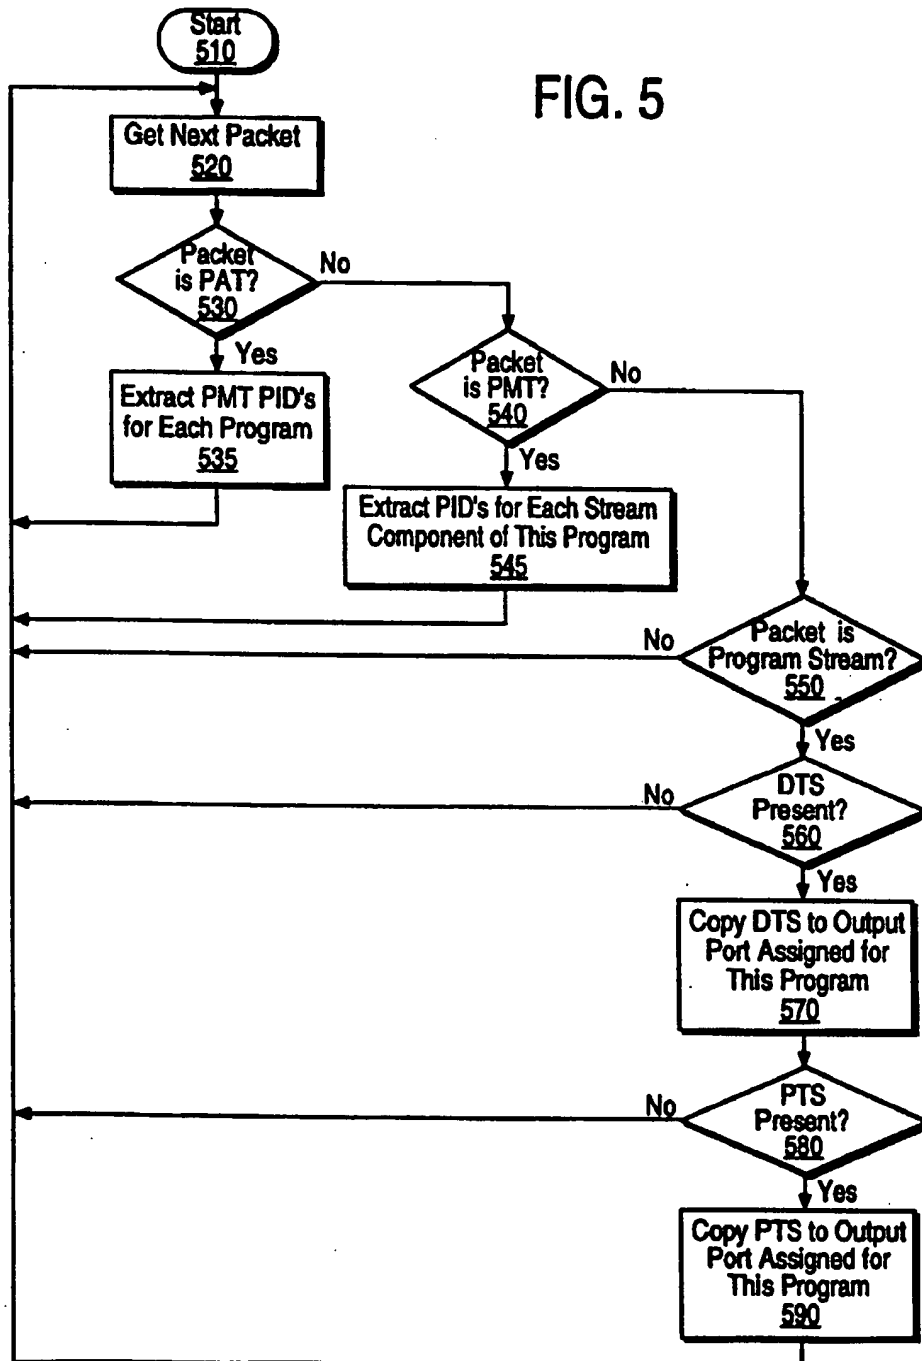 Start
510
FIG. 5
Get Next Packet
520
Packet
is PAT?
530
No
Yes
Packet
is PMT?
540
No
Extract PMT PID's
for Each Program
535
Yes
Extract PID's for Each Stream
Component of This Program
545
Packet is
Program Stream?
550
No
Yes
DTS
Present?
560
No
Yes
Copy DTS to Output
Port Assigned for
This Program
570
PTS
Present?
580
No
Yes
Copy PTS to Output
Port Assigned for
This Program
590